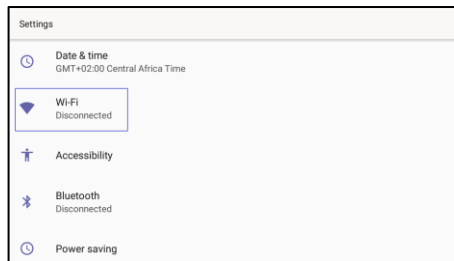 Settings
Date & time
GMT+02:00 Central Africa Time
Wi-Fi
Disconnected
Accessibility
Bluetooth
Disconnected
Power saving